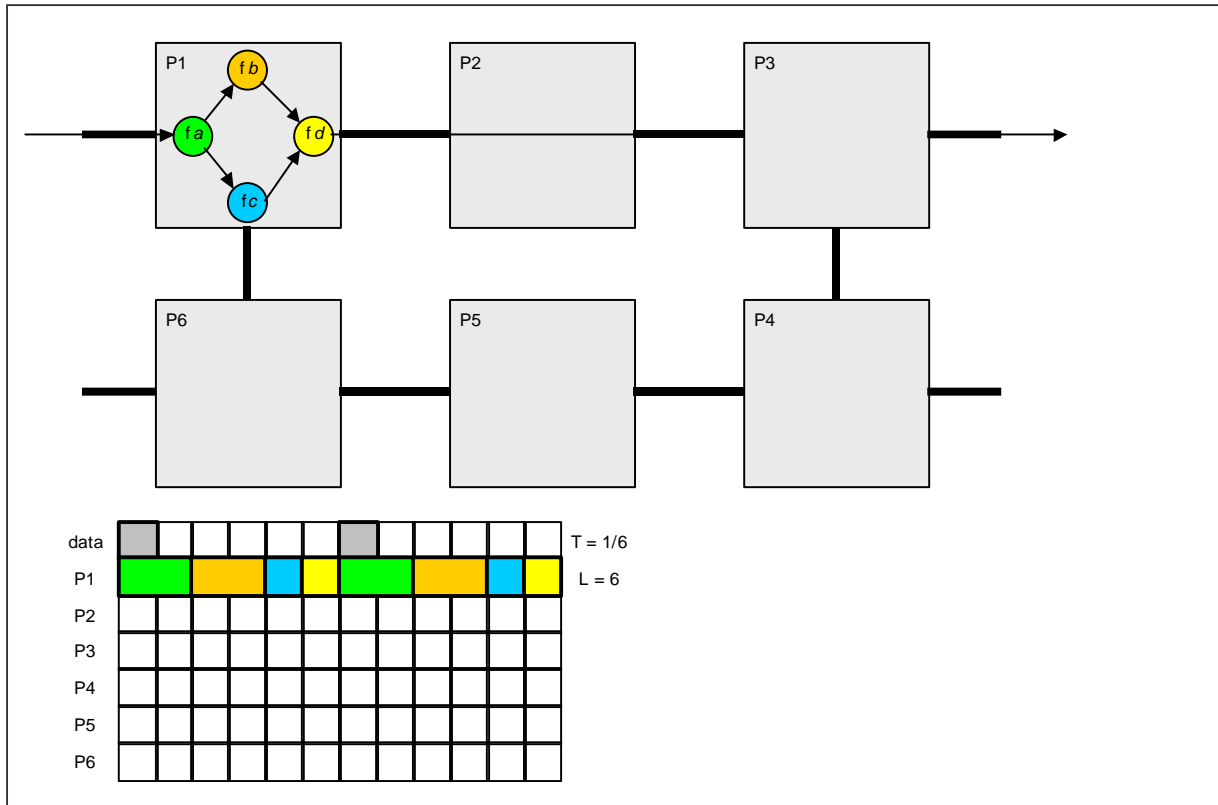 P1
f b
P2
P3
f a
f d
f c
P6
P5
P4
data
T = 1/6
P1
L = 6
P2
P3
P4
P5
P6